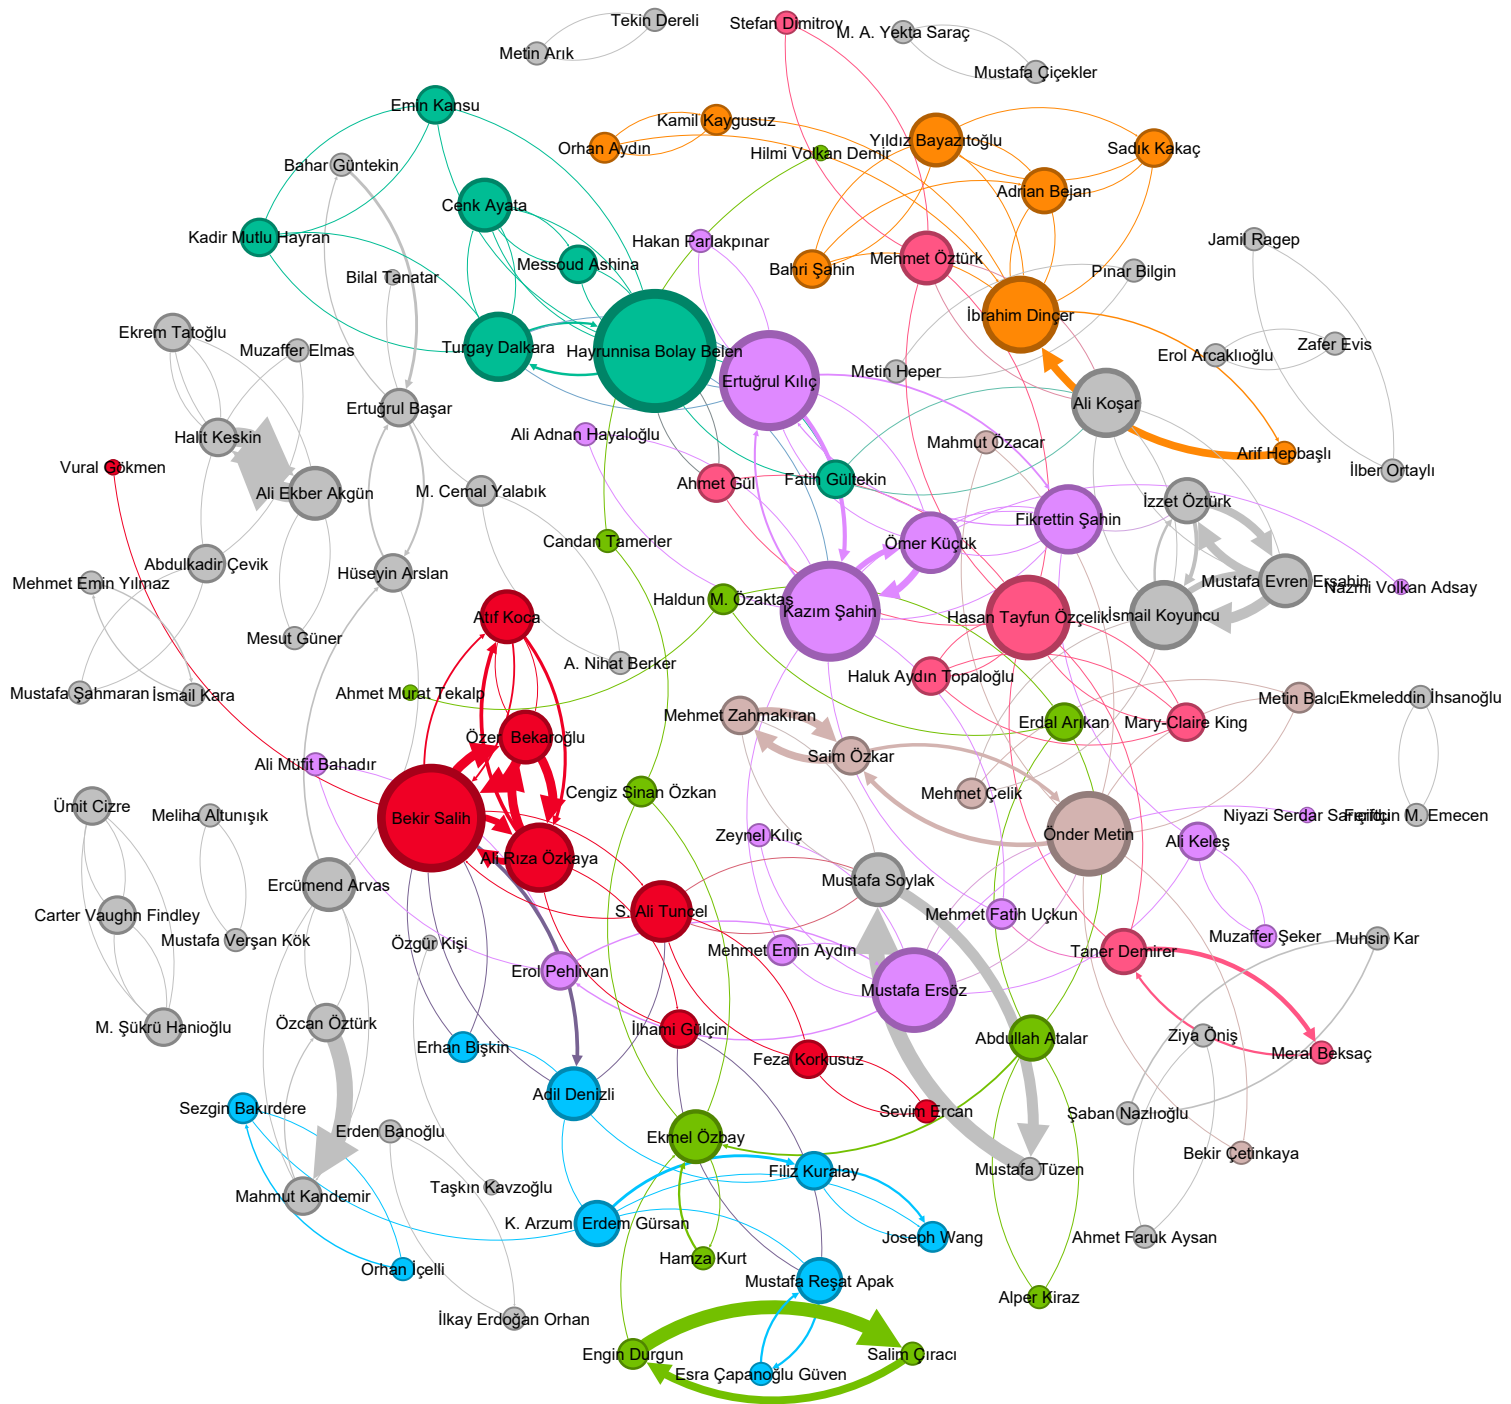 Tekin Dereli
Stefan Dimitrov
M. A. Yekta Saraç
Metin Arık
Mustafa Çiçekler
Emin Kansu
Kamil Kaygusuz
Yıldız Bayazıtoğlu
Orhan Aydın
Hilmi Volkan Demir
Sadık Kakaç
Bahar Güntekin
Adrian Bejan
Cenk Ayata
Kadir Mutlu Hayran
Hakan Parlakpınar
Jamil Ragep
Messoud Ashina
Bahri Şahin
Mehmet Öztürk
Pınar Bilgin
Bilal Tanatar
İbrahim Dinçer
Ekrem Tatoğlu
Muzaffer Elmas
Turgay Dalkara
Hayrunnisa Bolay Belen
Erol Arcaklıoğlu
Zafer Evis
Metin Heper
Ertuğrul Kılıç
Ertuğrul Başar
Ali Koşar
Halit Keskin
Ali Adnan Hayaloğlu
Mahmut Özacar
Arif Hepbaşlı
Vural Gökmen
İlber Ortaylı
Ali Ekber Akgün
M. Cemal Yalabık
Ahmet Gül
Fatih Gültekin
İzzet Öztürk
Fikrettin Şahin
Candan Tamerler
Ömer Küçük
Abdulkadir Çevik
Mehmet Emin Yılmaz
Hüseyin Arslan
Mustafa Evren Erşahin
Nazmi Volkan Adsay
Haldun M. Özaktaş
Kazım Şahin
Atıf Koca
Hasan Tayfun Özçelik
İsmail Koyuncu
Mesut Güner
A. Nihat Berker
Haluk Aydın Topaloğlu
Mustafa Şahmaran
İsmail Kara
Ahmet Murat Tekalp
Metin Balcı
Ekmeleddin İhsanoğlu
Mehmet Zahmakıran
Erdal Arıkan
Mary-Claire King
Özer Bekaroğlu
Saim Özkar
Ali Müfit Bahadır
Cengiz Sinan Özkan
Mehmet Çelik
Ümit Cizre
Meliha Altunışık
Bekir Salih
Niyazi Serdar Sarıçiftçi
Feridun M. Emecen
Zeynel Kılıç
Önder Metin
Ali Keleş
Ali Rıza Özkaya
Ercümend Arvas
Mustafa Soylak
Carter Vaughn Findley
S. Ali Tuncel
Mehmet Fatih Uçkun
Mustafa Verşan Kök
Özgür Kişi
Mehmet Emin Aydın
Muzaffer Şeker
Muhsin Kar
Taner Demirer
Erol Pehlivan
Mustafa Ersöz
M. Şükrü Hanioğlu
Özcan Öztürk
İlhami Gülçin
Abdullah Atalar
Ziya Öniş
Erhan Bişkin
Feza Korkusuz
Meral Beksaç
Adil Denizli
Sezgin Bakırdere
Sevim Ercan
Şaban Nazlıoğlu
Erden Banoğlu
Ekmel Özbay
Bekir Çetinkaya
Filiz Kuralay
Mustafa Tüzen
Taşkın Kavzoğlu
Mahmut Kandemir
K. Arzum Erdem Gürsan
Joseph Wang
Ahmet Faruk Aysan
Hamza Kurt
Orhan İçelli
Mustafa Reşat Apak
Alper Kiraz
İlkay Erdoğan Orhan
Engin Durgun
Salim Çıracı
Esra Çapanoğlu Güven